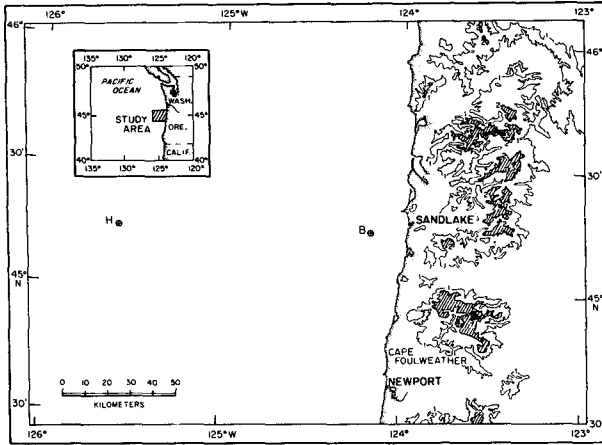 126° 125°W 124° 123°
46° 46°
135° 130° 125° 120°
50° 50°
PACIFIC
OCEAN
WASH.
STUDY
AREA
45° 45°
ORE.
CALIF.
40° 40°
135° 130° 125° 120°
30' 30'
H B SANDLAKE
45°
N
45°
N
CAPE
FOULWEATHER
NEWPORT
0 10 20 30 40 50
KILOMETERS
30' 30'
126° 125°W 124° 123°